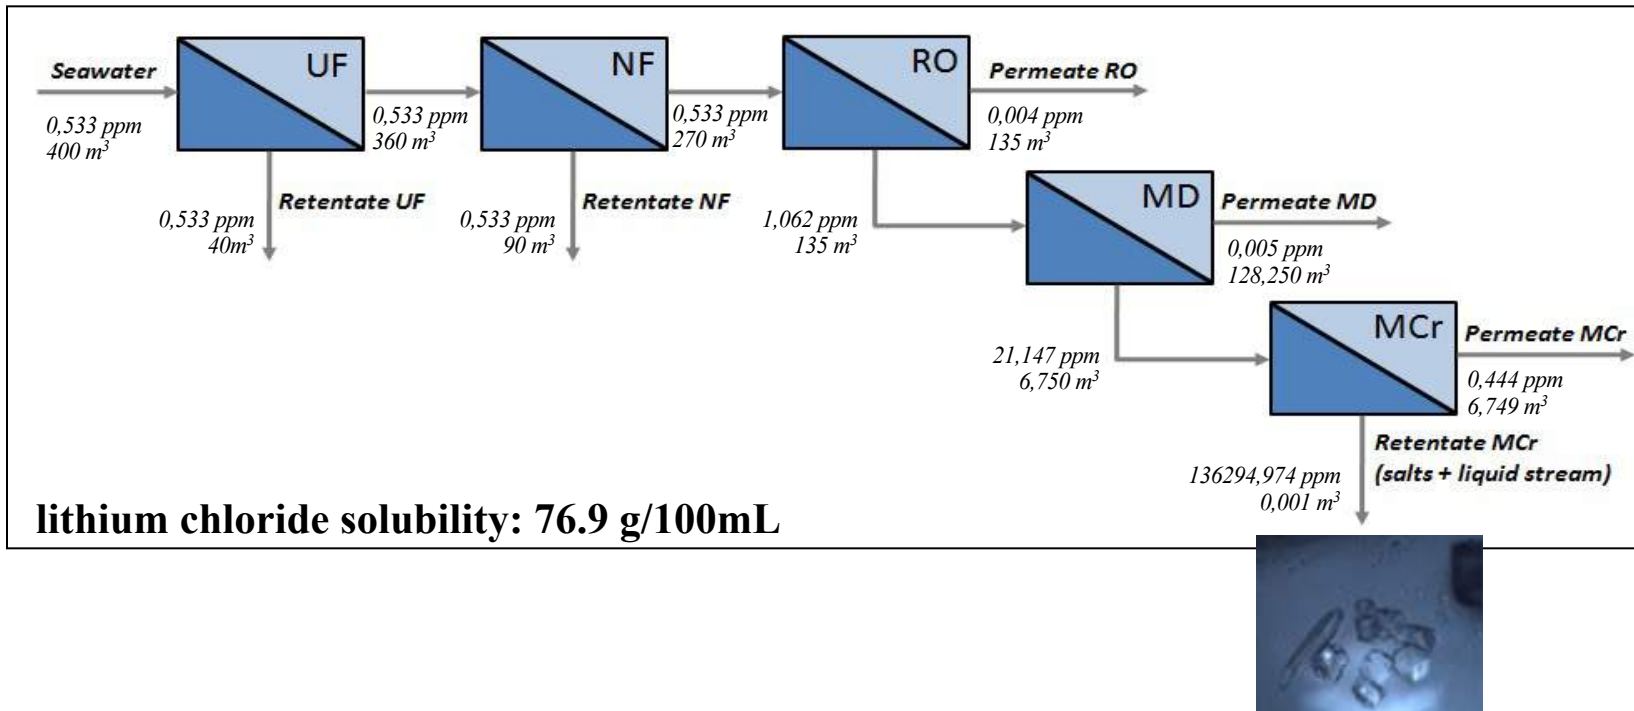 UF
NF
RO
Seawater
0,533 ppm
400 m³
0,533 ppm
360 m³
0,533 ppm
270 m³
Permeate RO
0,004 ppm
135 m³
Retentate UF
0,533 ppm
40m³
Retentate NF
0,533 ppm
90 m³
1,062 ppm
135 m³
MD
Permeate MD
0,005 ppm
128,250 m³
21,147 ppm
6,750 m³
MCr
Permeate MCr
0,444 ppm
6,749 m³
Retentate MCr
(salts + liquid stream)
136294,974 ppm
0,001 m³
lithium chloride solubility: 76.9 g/100mL